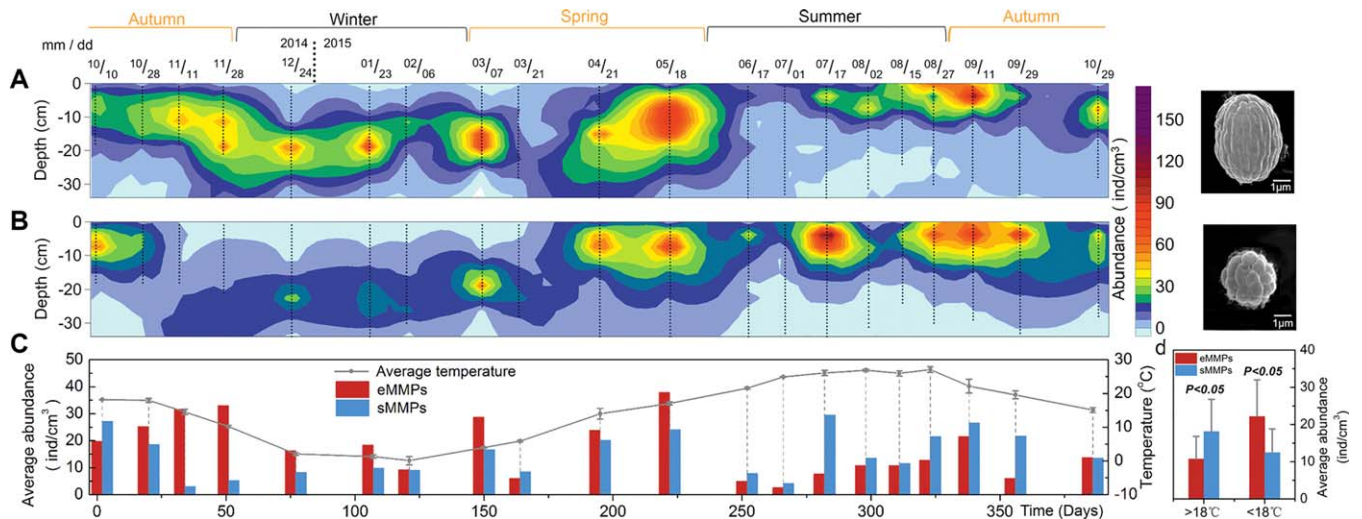 Autumn Winter Spring Summer Autumn
mm / dd 2014 2015
10/10 10/28 11/11 11/28 12/24 01/23 02/06 03/07 03/21 04/21 05/18 06/17 07/01 07/17 08/02 08/15 08/27 09/11 09/29 10/29
A
Depth (cm)
0
-10
-20
-30
B
Depth (cm)
0
-10
-20
-30
Abundance ( ind/cm³ )
150
120
90
60
30
0
1μm
1μm
C
Average abundance
( ind/cm³ )
50
40
30
20
10
0
Average temperature
eMMPs
sMMPs
30
20
10
0
-10
Temperature (°C)
0 50 100 150 200 250 300 350 Time (Days)
d
eMMPs
sMMPs
P<0.05 P<0.05
40
30
20
10
0
Average abundance
(ind/cm³)
>18℃ <18℃